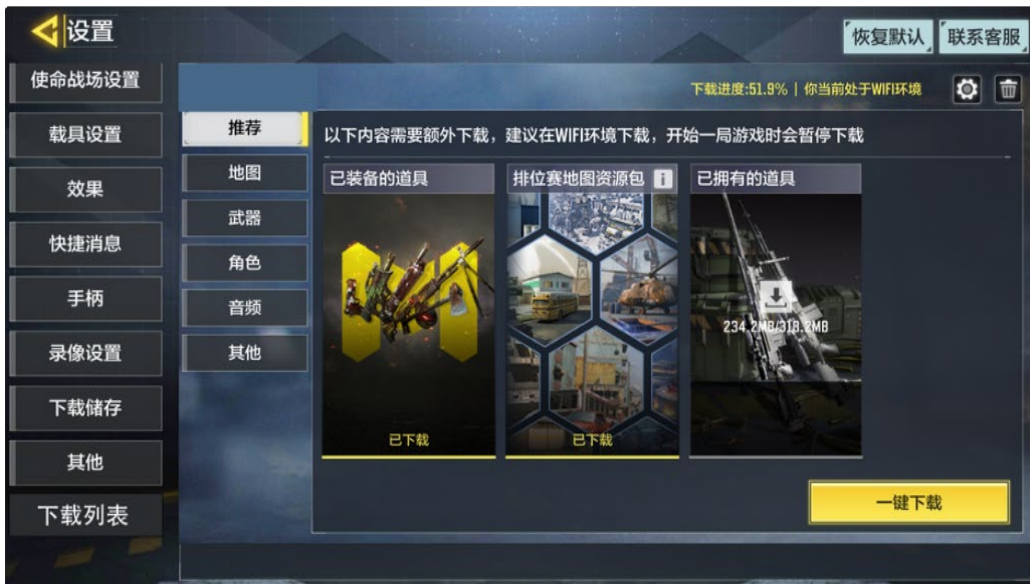 设置
恢复默认
联系客服
使命战场设置
载具设置
效果
快捷消息
手柄
录像设置
下载储存
其他
下载列表
下载进度:51.9% | 你当前处于WIFI环境
推荐
地图
武器
角色
音频
其他
以下内容需要额外下载，建议在WIFI环境下载，开始一局游戏时会暂停下载
已装备的道具
已下载
排位赛地图资源包 i
已下载
已拥有的道具
234.2MB/318.2MB
一键下载